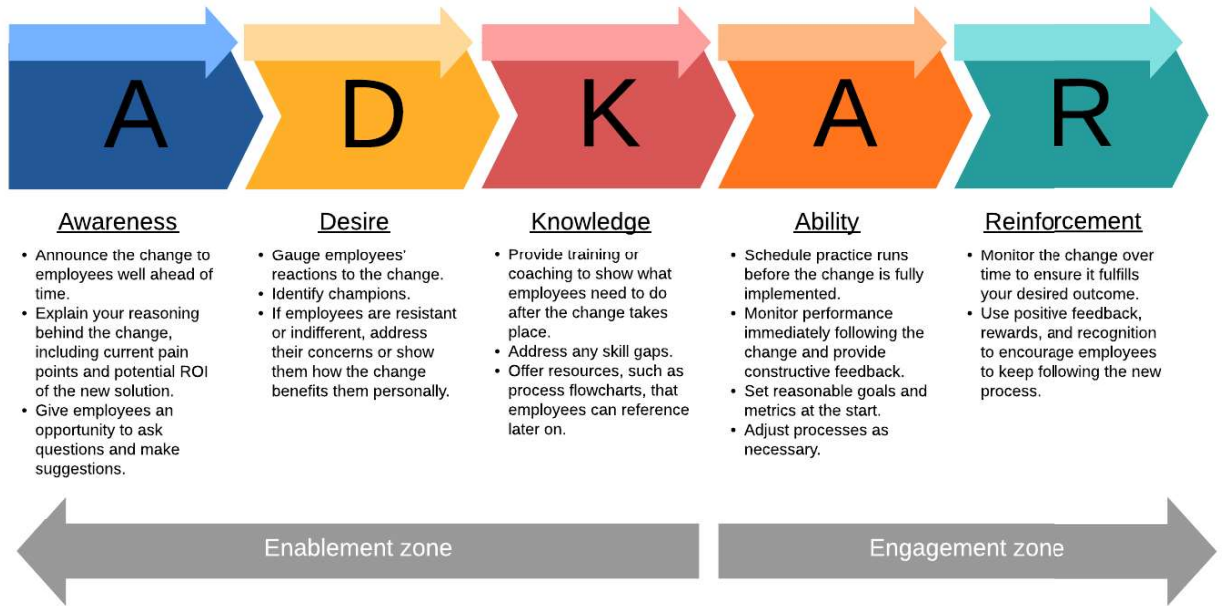 A
D
K
A
R
Awareness
• Announce the change to
employees well ahead of
time.
• Explain your reasoning
behind the change,
including current pain
points and potential ROI
of the new solution.
• Give employees an
opportunity to ask
questions and make
suggestions.
Desire
• Gauge employees'
reactions to the change.
• Identify champions.
• If employees are resistant
or indifferent, address
their concerns or show
them how the change
benefits them personally.
Knowledge
• Provide training or
coaching to show what
employees need to do
after the change takes
place.
• Address any skill gaps.
• Offer resources, such as
process flowcharts, that
employees can reference
later on.
Ability
• Schedule practice runs
before the change is fully
implemented.
• Monitor performance
immediately following the
change and provide
constructive feedback.
• Set reasonable goals and
metrics at the start.
• Adjust processes as
necessary.
Reinforcement
• Monitor the change over
time to ensure it fulfills
your desired outcome.
• Use positive feedback,
rewards, and recognition
to encourage employees
to keep following the new
process.
Enablement zone
Engagement zone